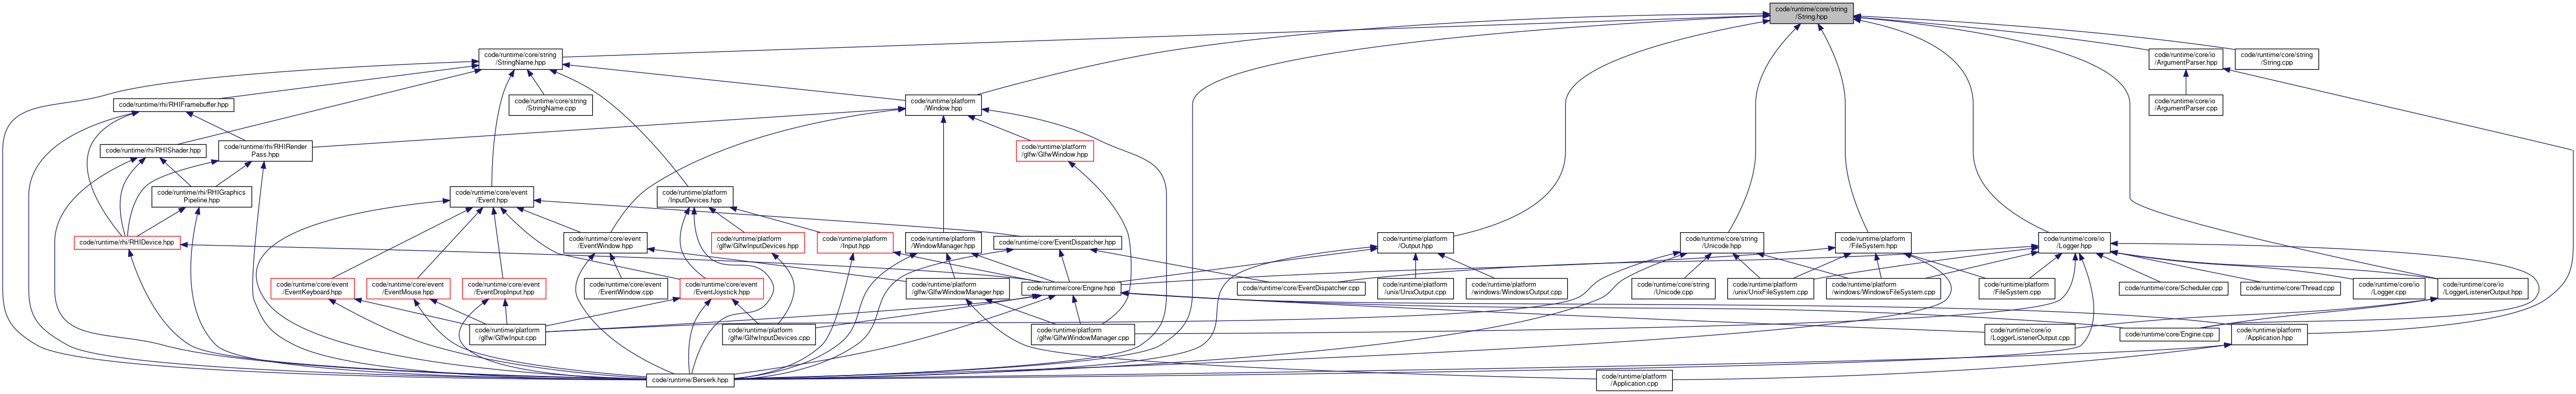 code/runtime/core/string
/String.hpp
code/runtime/core/string
/StringName.hpp
code/runtime/core/io
/ArgumentParser.hpp
code/runtime/core/string
/String.cpp
code/runtime/rhi/RHIFramebuffer.hpp
code/runtime/core/string
/StringName.cpp
code/runtime/platform
/Window.hpp
code/runtime/core/io
/ArgumentParser.cpp
code/runtime/rhi/RHIShader.hpp
code/runtime/rhi/RHIRender
Pass.hpp
code/runtime/platform
/glfw/GlfwWindow.hpp
code/runtime/rhi/RHIGraphics
Pipeline.hpp
code/runtime/core/event
/Event.hpp
code/runtime/platform
/InputDevices.hpp
code/runtime/rhi/RHIDevice.hpp
code/runtime/core/event
/EventWindow.hpp
code/runtime/platform
/glfw/GlfwInputDevices.hpp
code/runtime/platform
/Input.hpp
code/runtime/platform
/WindowManager.hpp
code/runtime/core/EventDispatcher.hpp
code/runtime/platform
/Output.hpp
code/runtime/core/string
/Unicode.hpp
code/runtime/platform
/FileSystem.hpp
code/runtime/core/io
/Logger.hpp
code/runtime/core/event
/EventKeyboard.hpp
code/runtime/core/event
/EventMouse.hpp
code/runtime/core/event
/EventDropInput.hpp
code/runtime/core/event
/EventWindow.cpp
code/runtime/core/event
/EventJoystick.hpp
code/runtime/platform
/glfw/GlfwWindowManager.hpp
code/runtime/core/Engine.hpp
code/runtime/core/EventDispatcher.cpp
code/runtime/platform
/unix/UnixOutput.cpp
code/runtime/platform
/windows/WindowsOutput.cpp
code/runtime/core/string
/Unicode.cpp
code/runtime/platform
/unix/UnixFileSystem.cpp
code/runtime/platform
/windows/WindowsFileSystem.cpp
code/runtime/platform
/FileSystem.cpp
code/runtime/core/Scheduler.cpp
code/runtime/core/Thread.cpp
code/runtime/core/io
/Logger.cpp
code/runtime/core/io
/LoggerListenerOutput.hpp
code/runtime/platform
/glfw/GlfwInput.cpp
code/runtime/platform
/glfw/GlfwInputDevices.cpp
code/runtime/platform
/glfw/GlfwWindowManager.cpp
code/runtime/core/io
/LoggerListenerOutput.cpp
code/runtime/core/Engine.cpp
code/runtime/platform
/Application.hpp
code/runtime/Berserk.hpp
code/runtime/platform
/Application.cpp